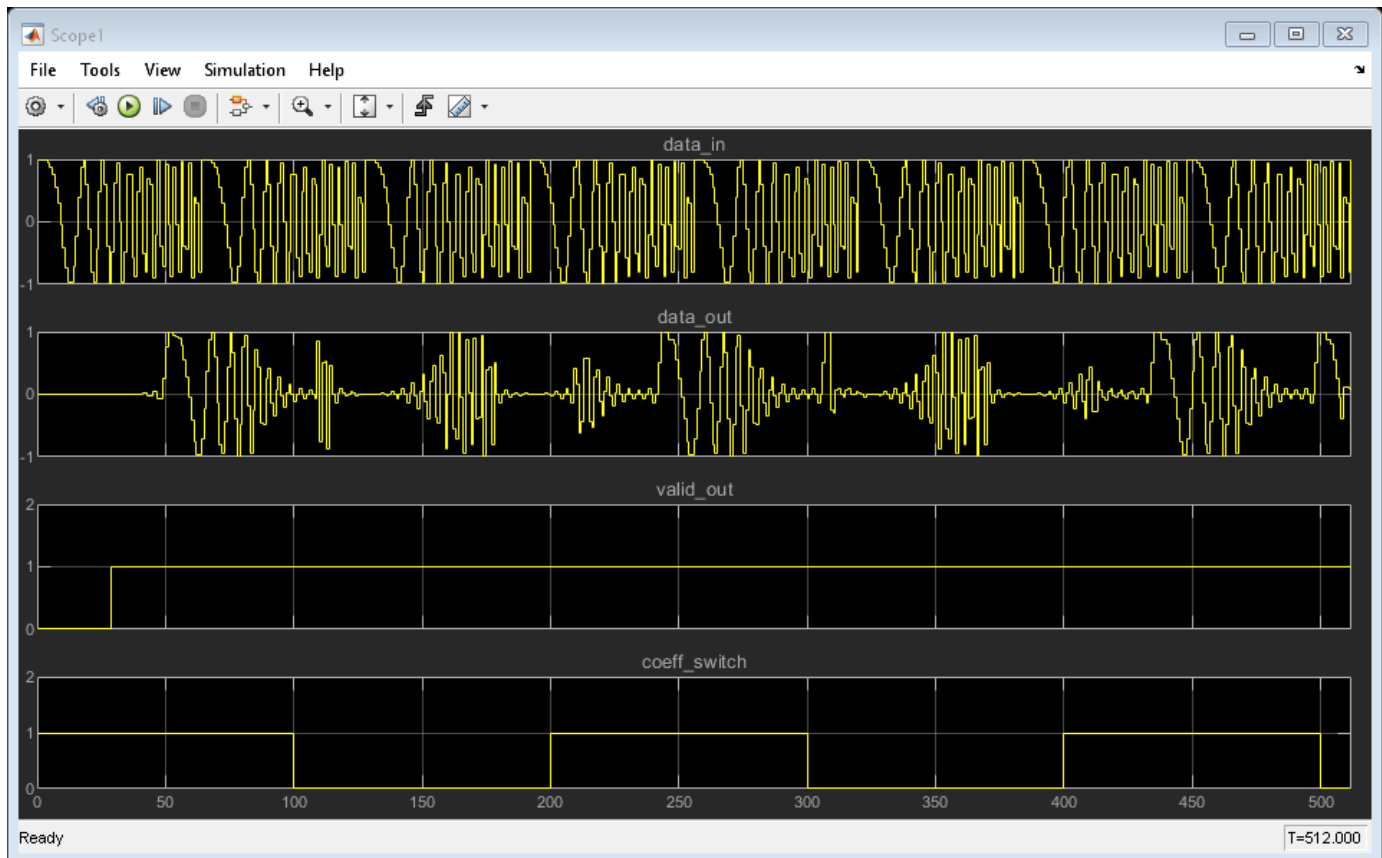 Scope1
File Tools View Simulation Help
data_in
1
0
-1
data_out
1
0
-1
valid_out
2
1
0
coeff_switch
2
1
0
0 50 100 150 200 250 300 350 400 450 500
Ready T=512.000